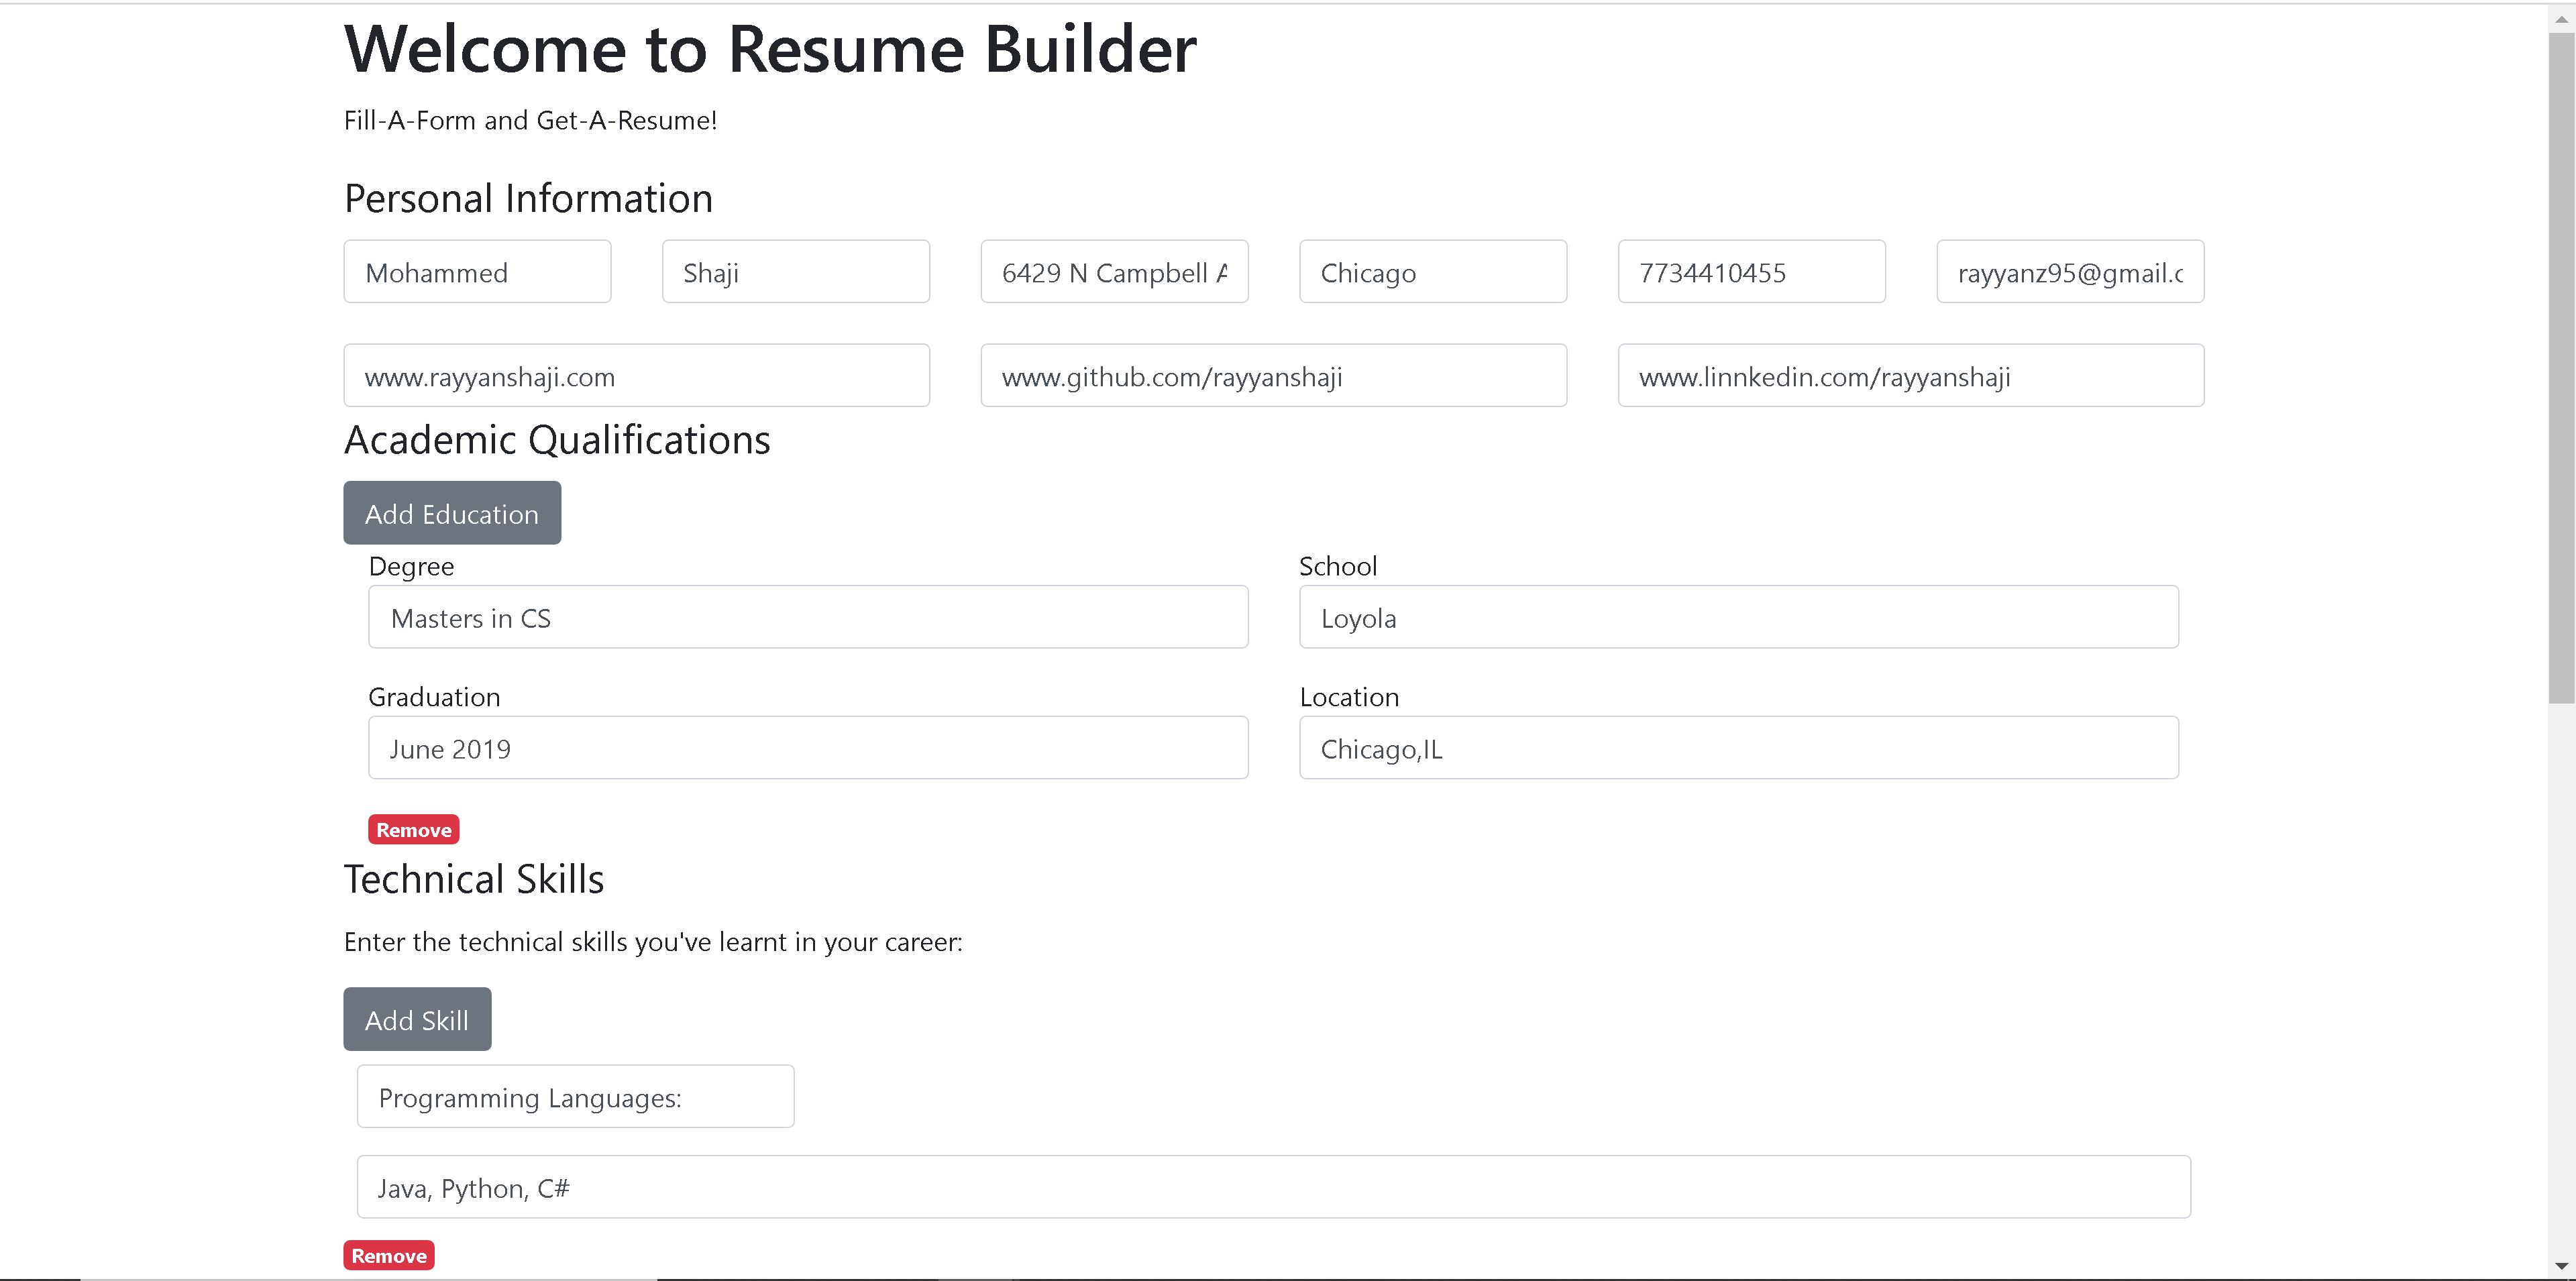 Welcome to Resume Builder
Fill-A-Form and Get-A-Resume!
Personal Information
Mohammed Shaji 6429 N Campbell Chicago 7734410455 rayyanz95@gmail.c
www.rayyanshaji.com www.github.com/rayyanshaji www.linnkedin.com/rayyanshaji
Academic Qualifications
Add Education
Degree School
Masters in CS Loyola
Graduation Location
June 2019 Chicago,IL
Remove
Technical Skills
Enter the technical skills you've learnt in your career:
Add Skill
Programming Languages:
Java, Python, C#
Remove